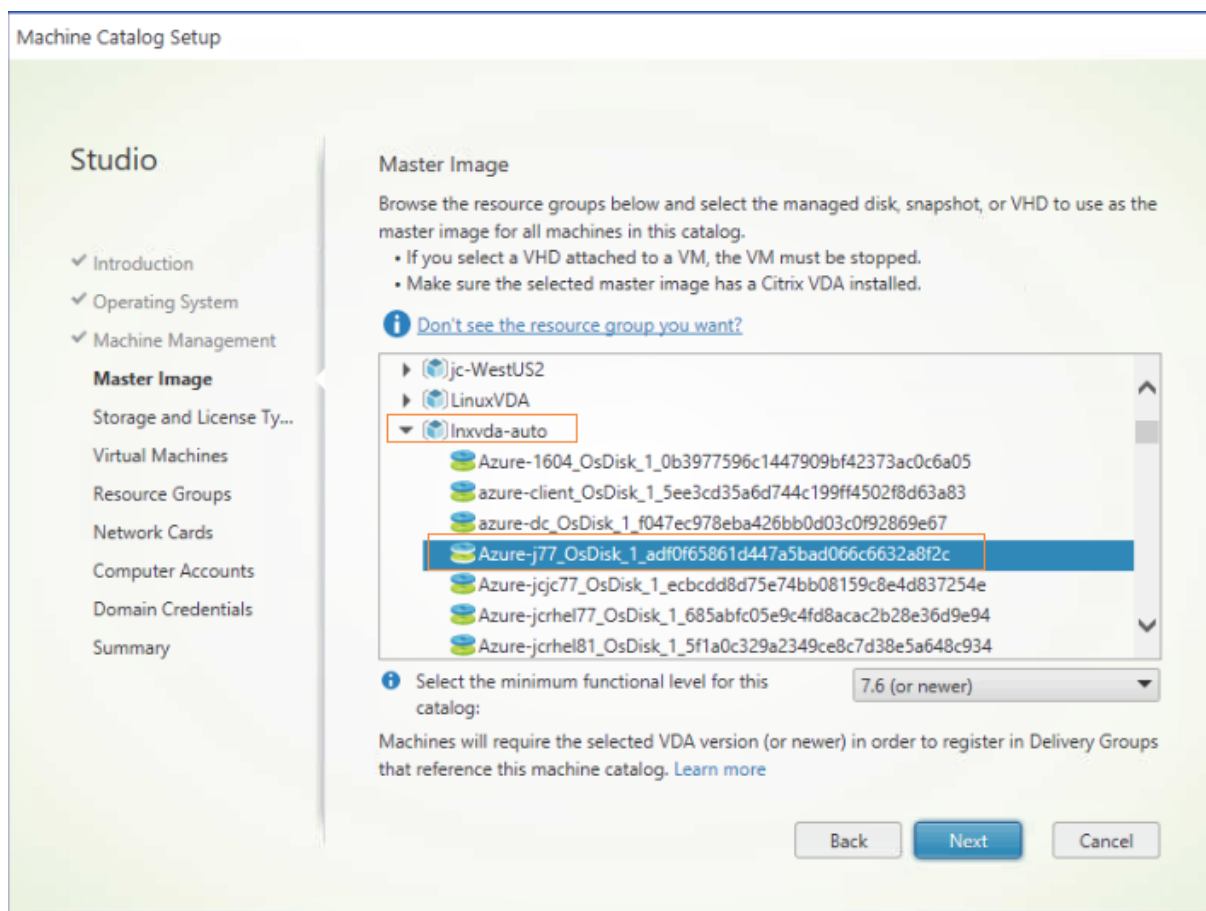 Machine Catalog Setup
Studio
Introduction
Operating System
Machine Management
Master Image
Storage and License Ty...
Virtual Machines
Resource Groups
Network Cards
Computer Accounts
Domain Credentials
Summary
Master Image
Browse the resource groups below and select the managed disk, snapshot, or VHD to use as the
master image for all machines in this catalog.
• If you select a VHD attached to a VM, the VM must be stopped.
• Make sure the selected master image has a Citrix VDA installed.
Don't see the resource group you want?
jc-WestUS2
LinuxVDA
lnxvda-auto
Azure-1604_OsDisk_1_0b3977596c1447909bf42373ac0c6a05
azure-client_OsDisk_1_5ee3cd35a6d744c199ff4502f8d63a83
azure-dc_OsDisk_1_f047ec978eba426bb0d03c0f92869e67
Azure-j77_OsDisk_1_adf0f65861d447a5bad066c6632a8f2c
Azure-jcjc77_OsDisk_1_ecbcdd8d75e74bb08159c8e4d837254e
Azure-jcrhel77_OsDisk_1_685abfc05e9c4fd8acac2b28e36d9e94
Azure-jcrhel81_OsDisk_1_5f1a0c329a2349ce8c7d38e5a648c934
Select the minimum functional level for this
catalog:
7.6 (or newer)
Machines will require the selected VDA version (or newer) in order to register in Delivery Groups
that reference this machine catalog. Learn more
Back
Next
Cancel